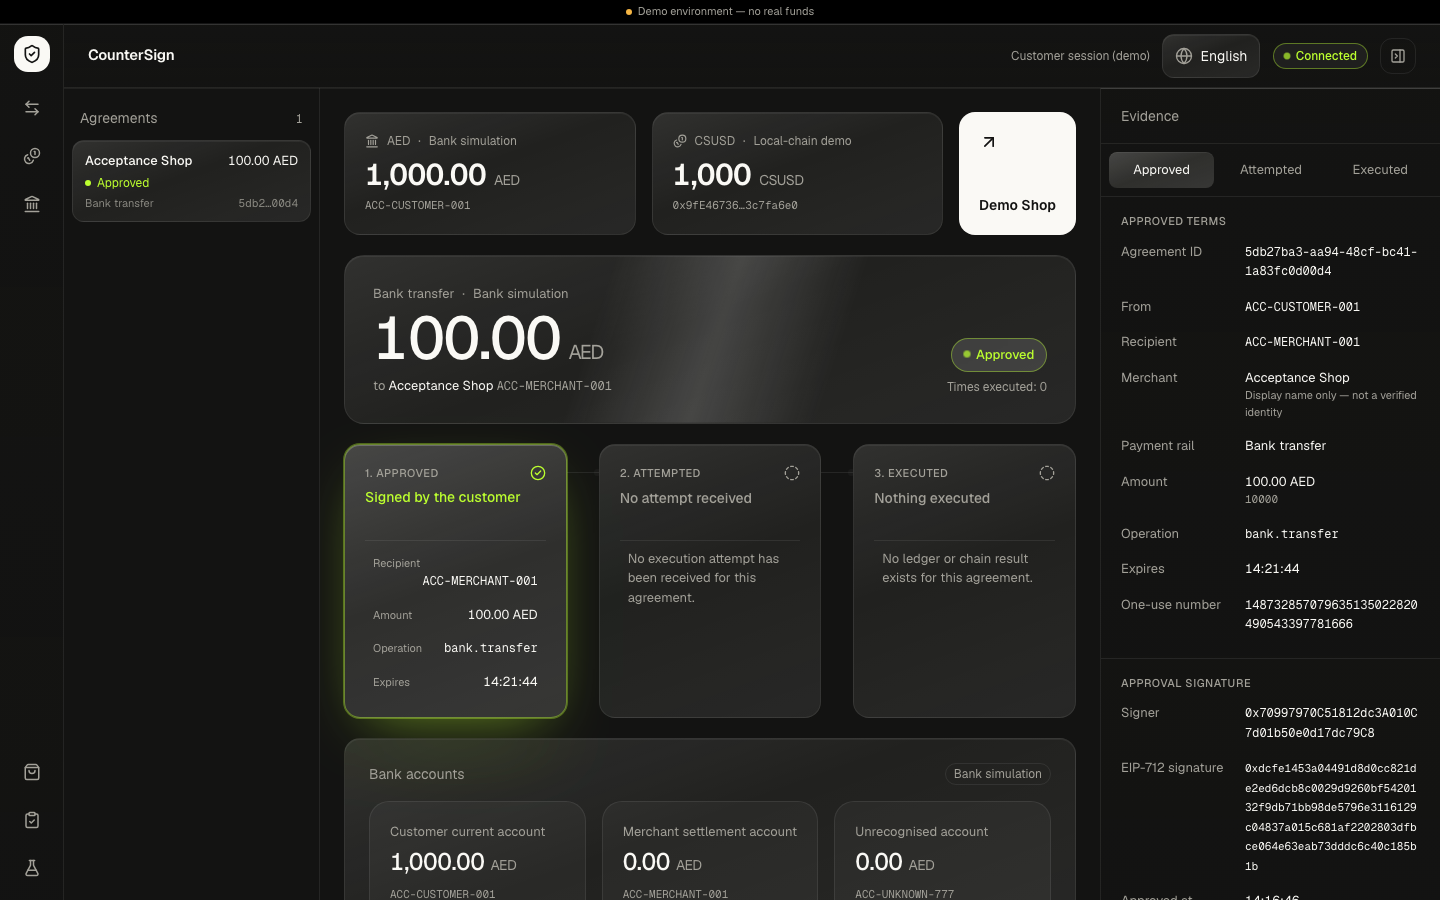 Demo environment — no real funds
CounterSign
Customer session (demo)
English
Connected
Agreements
1
Acceptance Shop
100.00 AED
Approved
Bank transfer
5db2…00d4
AED · Bank simulation
1,000.00 AED
ACC-CUSTOMER-001
CSUSD · Local-chain demo
1,000 CSUSD
0x9fE46736…3c7fa6e0
Demo Shop
Bank transfer · Bank simulation
100.00 AED
to Acceptance Shop ACC-MERCHANT-001
Approved
Times executed: 0
1. APPROVED
Signed by the customer
Recipient
ACC-MERCHANT-001
Amount
100.00 AED
Operation
bank.transfer
Expires
14:21:44
2. ATTEMPTED
No attempt received
No execution attempt has
been received for this
agreement.
3. EXECUTED
Nothing executed
No ledger or chain result
exists for this agreement.
Bank accounts
Bank simulation
Customer current account
1,000.00 AED
ACC-CUSTOMER-001
Merchant settlement account
0.00 AED
ACC-MERCHANT-001
Unrecognised account
0.00 AED
ACC-UNKNOWN-777
Evidence
Approved
Attempted
Executed
APPROVED TERMS
Agreement ID
5db27ba3-aa94-48cf-bc41-
1a83fc0d00d4
From
ACC-CUSTOMER-001
Recipient
ACC-MERCHANT-001
Merchant
Acceptance Shop
Display name only — not a verified
identity
Payment rail
Bank transfer
Amount
100.00 AED
10000
Operation
bank.transfer
Expires
14:21:44
One-use number
148732857079635135022820
490543397781666
APPROVAL SIGNATURE
Signer
0x70997970C51812dc3A010C
7d01b50e0d17dc79C8
EIP-712 signature
0xdcfe1453a04491d8d0cc821d
e2ed6dcb8c0029d9260bf54201
32f9db71bb98de5796e3116129
c04837a015c681af2202803dfb
ce064e63eab73dddc6c40c185b
1b
Approved at
14:16:46